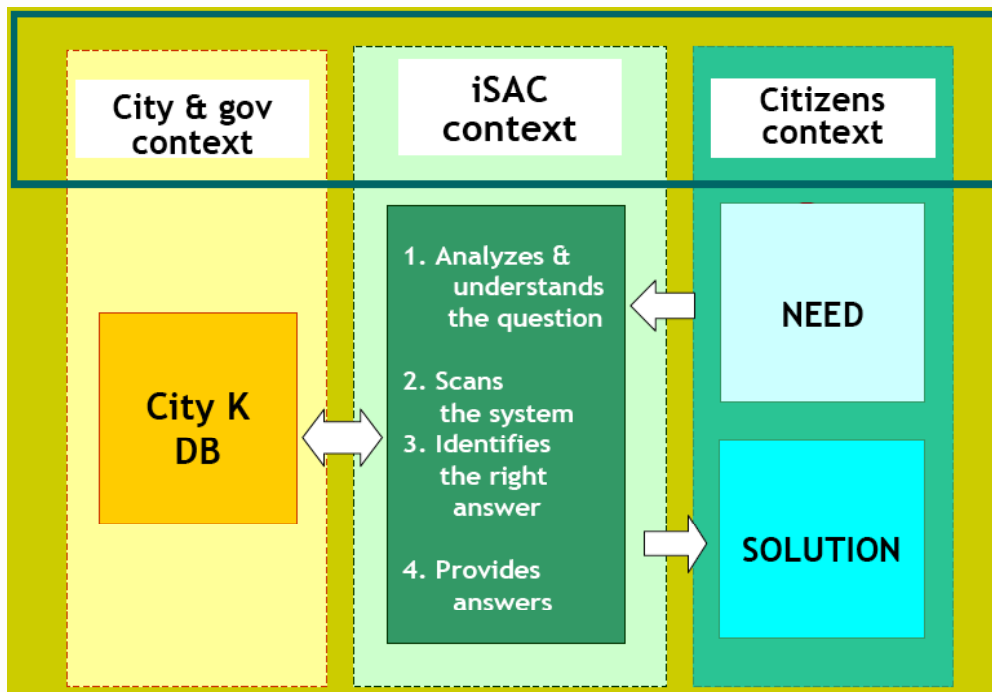 City & gov
context
iSAC
context
Citizens
context
City K
DB
1. Analyzes &
understands
the question
2. Scans
the system
3. Identifies
the right
answer
4. Provides
answers
NEED
SOLUTION